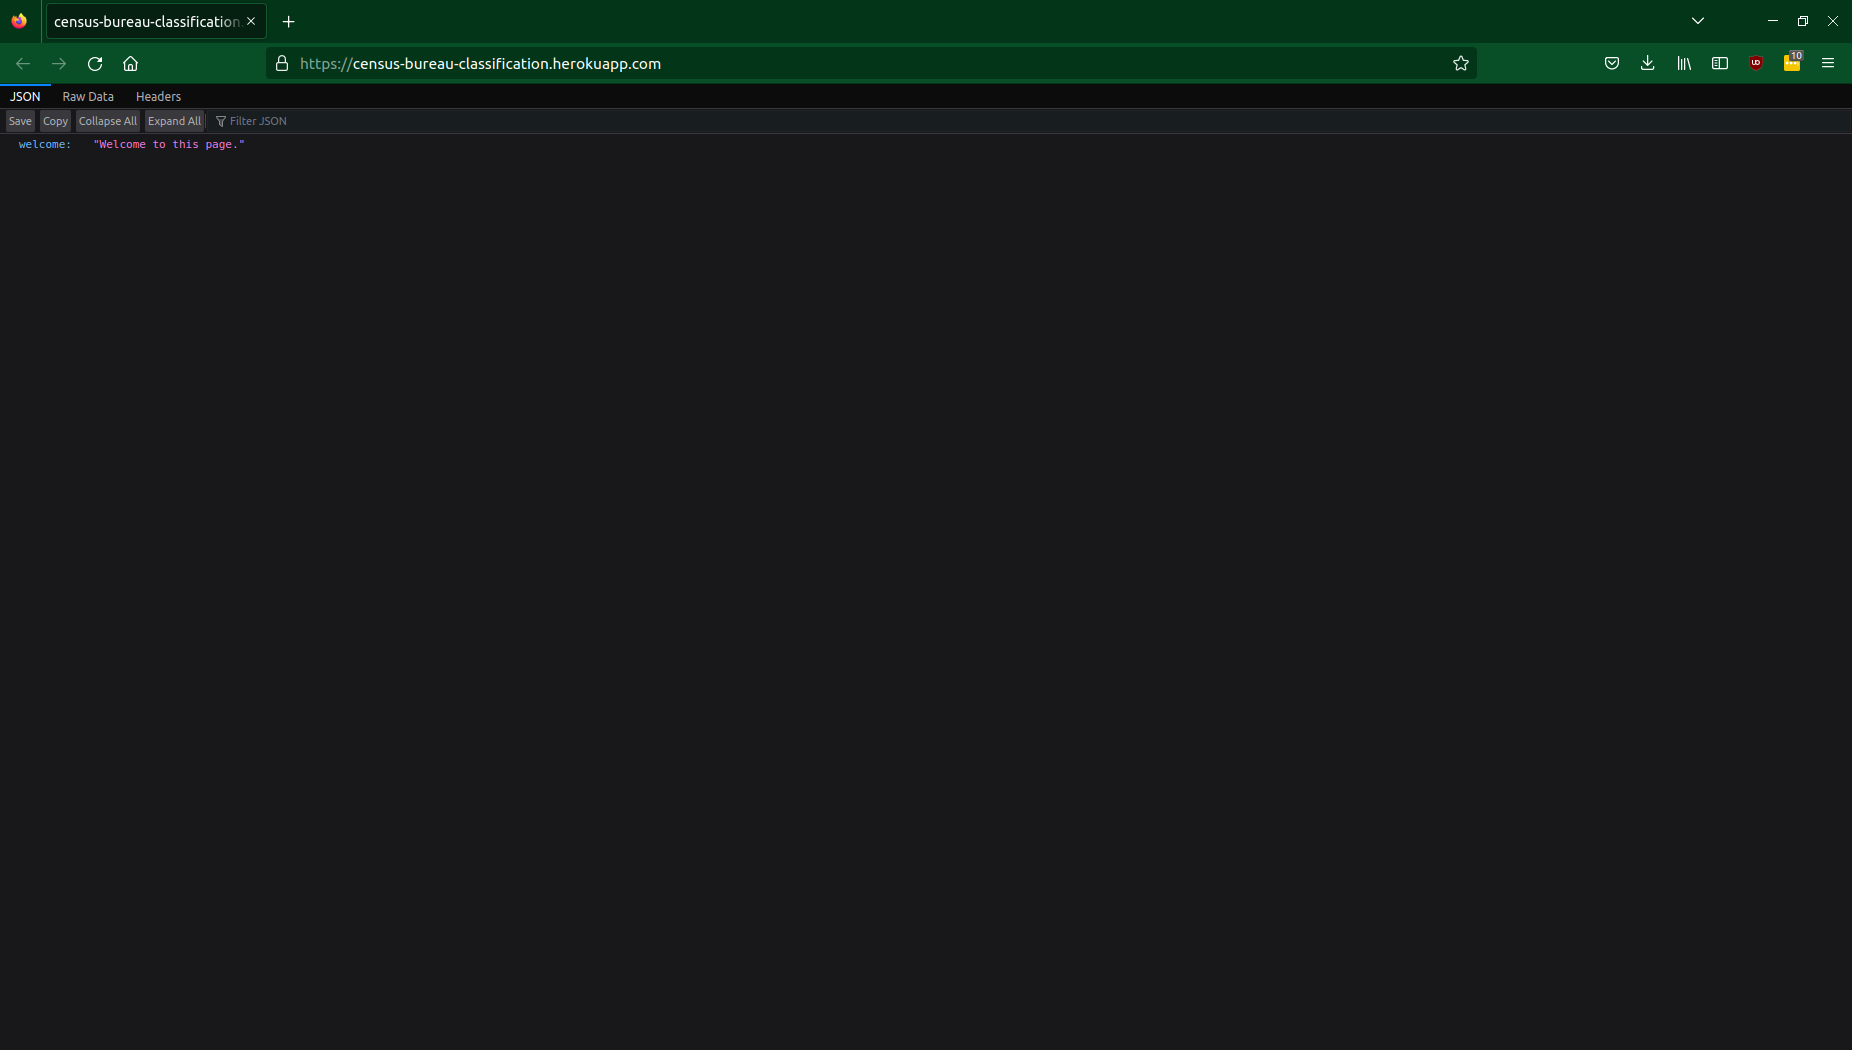 census-bureau-classification
https://census-bureau-classification.herokuapp.com
10
JSON Raw Data Headers
Save Copy Collapse All Expand All Filter JSON
welcome: "Welcome to this page."